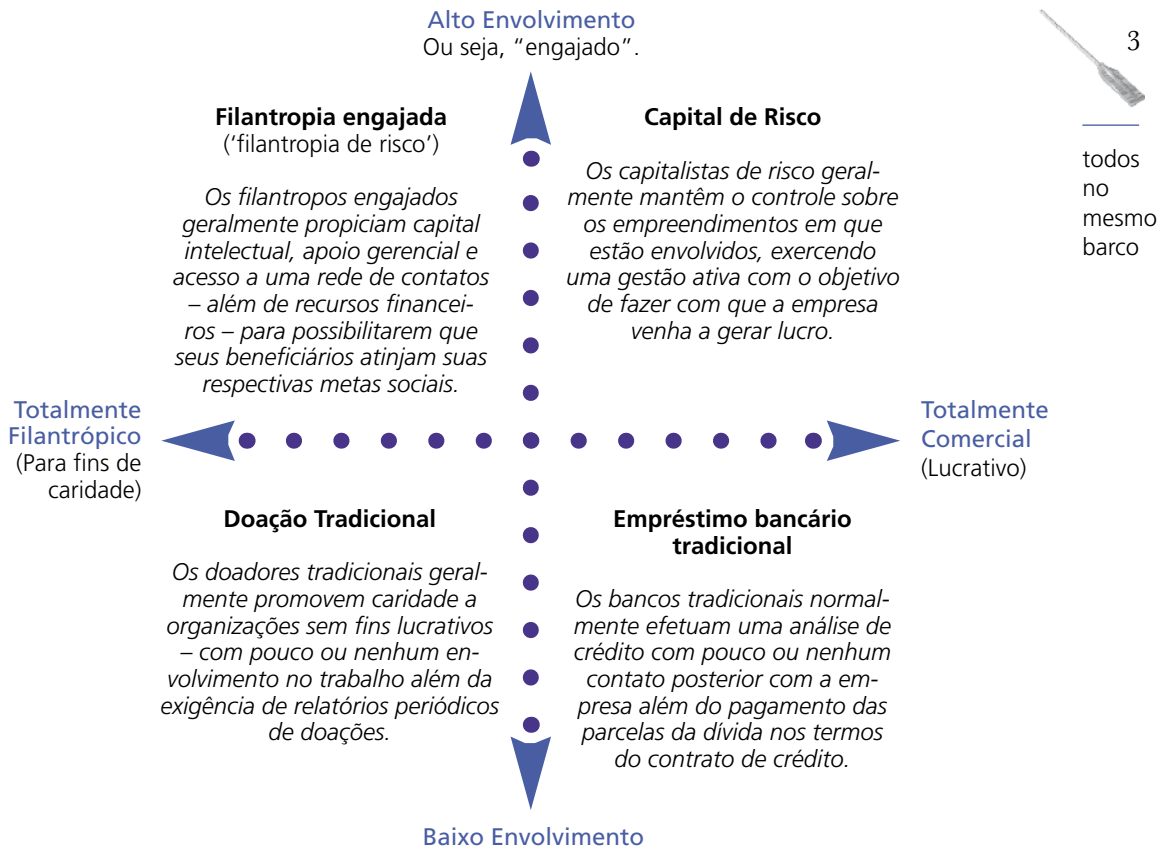 Alto Envolvimento
Ou seja, “engajado”.
3
todos
no
mesmo
barco
Filantropia engajada
(‘filantropia de risco’)
Os filantropos engajados
geralmente propiciam capital
intelectual, apoio gerencial e
acesso a uma rede de contatos
– além de recursos financei-
ros – para possibilitarem que
seus beneficiários atinjam suas
respectivas metas sociais.
Capital de Risco
Os capitalistas de risco geral-
mente mantêm o controle sobre
os empreendimentos em que
estão envolvidos, exercendo
uma gestão ativa com o objetivo
de fazer com que a empresa
venha a gerar lucro.
Totalmente
Filantrópico
(Para fins de
caridade)
Totalmente
Comercial
(Lucrativo)
Doação Tradicional
Os doadores tradicionais geral-
mente promovem caridade a
organizações sem fins lucrativos
– com pouco ou nenhum en-
volvimento no trabalho além da
exigência de relatórios periódicos
de doações.
Empréstimo bancário
tradicional
Os bancos tradicionais normal-
mente efetuam uma análise de
crédito com pouco ou nenhum
contato posterior com a em-
presa além do pagamento das
parcelas da dívida nos termos
do contrato de crédito.
Baixo Envolvimento